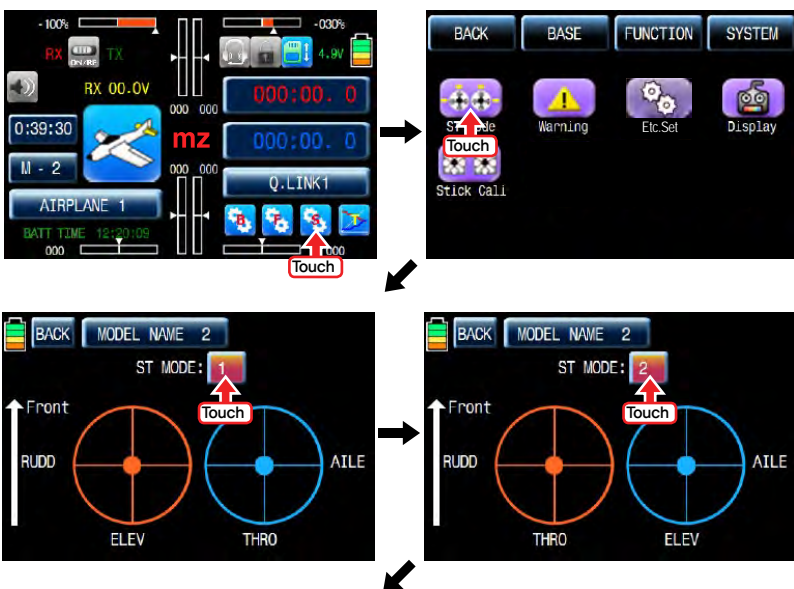 -100% -030%
RX ON/RF TX 4.9V
RX 00.0V
000 000 000:00. 0
0:39:30 mz 000:00. 0
M - 2 000 000
Q.LINK1
AIRPLANE 1
B F S T
BATT TIME 12:20:09
000 000
Touch
BACK BASE FUNCTION SYSTEM
Warning Etc.Set Display
Touch
Stick Cali
BACK MODEL NAME 2
ST MODE: 1
Touch
Front
RUDD AILE
ELEV THRO
BACK MODEL NAME 2
ST MODE: 2
Touch
Front
RUDD AILE
THRO ELEV